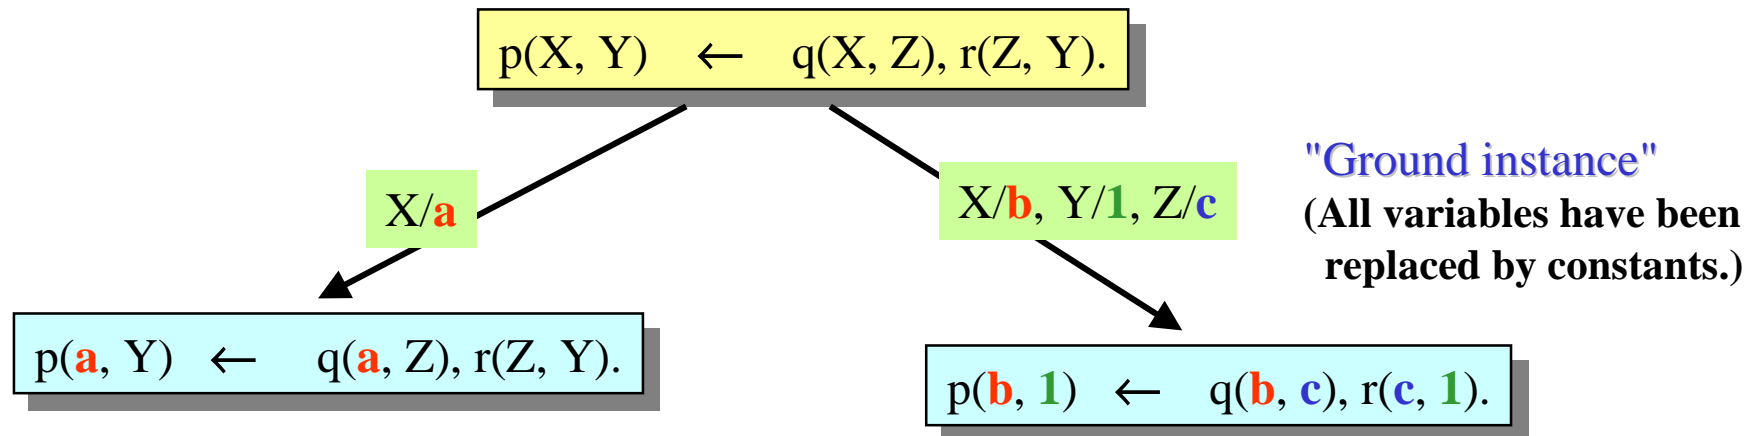 p(X, Y) ← q(X, Z), r(Z, Y).
X/a
X/b, Y/1, Z/c
"Ground instance"
(All variables have been
replaced by constants.)
p(a, Y) ← q(a, Z), r(Z, Y).
p(b, 1) ← q(b, c), r(c, 1).